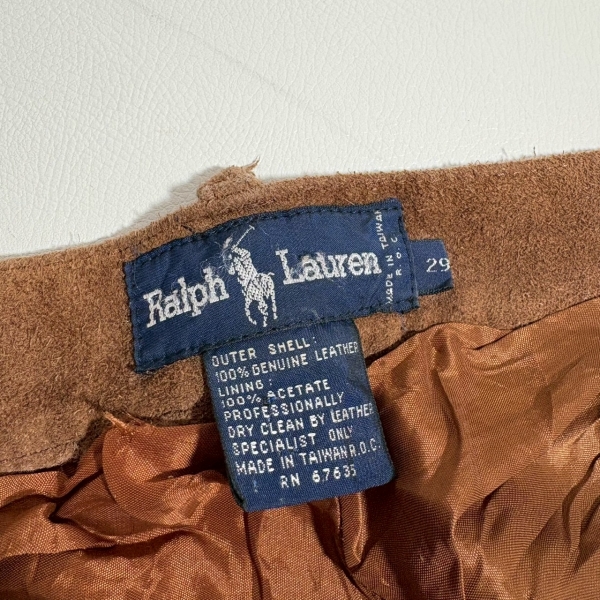 Ralph Lauren
MADE IN TAIWAN
R.O.C
29
OUTER SHELL:
100% GENUINE LEATHER
LINING:
100% ACETATE
PROFESSIONALLY
DRY CLEAN BY LEATHER
SPECIALIST ONLY
MADE IN TAIWAN R.O.C.
RN 67635